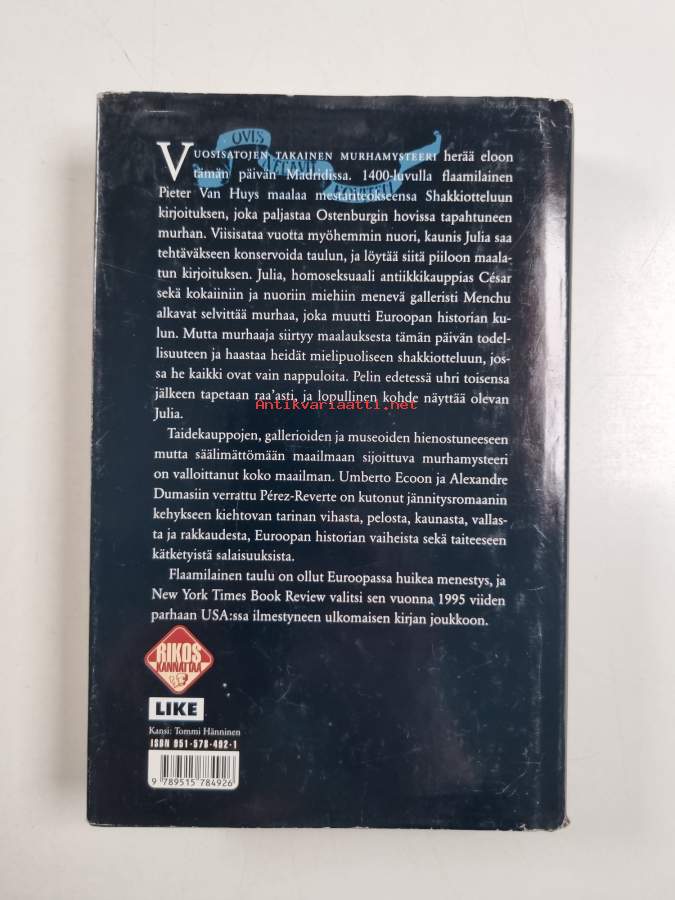 QVIS
NECAVIT
EQVITEM
VUOSISATOJEN TAKAINEN MURHAMYSTEERI herää eloon
tämän päivän Madridissa. 1400-luvulla flaamilainen
Pieter Van Huys maalaa mestariteokseensa Shakkiotteluun
kirjoituksen, joka paljastaa Ostenburgin hovissa tapahtuneen
murhan. Viisisataa vuotta myöhemmin nuori, kaunis Julia saa
tehtäväkseen konservoida taulun, ja löytää siitä piiloon maala-
tun kirjoituksen. Julia, homoseksuaali antiikkikauppias César
sekä kokaiiniin ja nuoriin miehiin menevä galleristi Menchu
alkavat selvittää murhaa, joka muutti Euroopan historian ku-
lun. Mutta murhaaja siirtyy maalauksesta tämän päivän todel-
lisuuteen ja haastaa heidät mielipuoliseen shakkiotteluun, jos-
sa he kaikki ovat vain nappuloita. Pelin edetessä uhri toisensa
jälkeen tapetaan raa'asti, ja lopullinen kohde näyttää olevan
Antikvariaatti.net
Julia.
Taidekauppojen, gallerioiden ja museoiden hienostuneeseen
mutta säälimättömään maailmaan sijoittuva murhamysteeri
on valloittanut koko maailman. Umberto Ecoon ja Alexandre
Dumasiin verrattu Pérez-Reverte on kutonut jännitysromaanin
kehykseen kiehtovan tarinan vihasta, pelosta, kaunasta, vallas-
ta ja rakkaudesta, Euroopan historian vaiheista sekä taiteeseen
kätketyistä salaisuuksista.
Flaamilainen taulu on ollut Euroopassa huikea menestys, ja
New York Times Book Review valitsi sen vuonna 1995 viiden
parhaan USA:ssa ilmestyneen ulkomaisen kirjan joukkoon.
RIKOS
KANNATTAA
LIKE
Kansi: Tommi Hänninen
ISBN 951-578-492-1
9 789515 784926